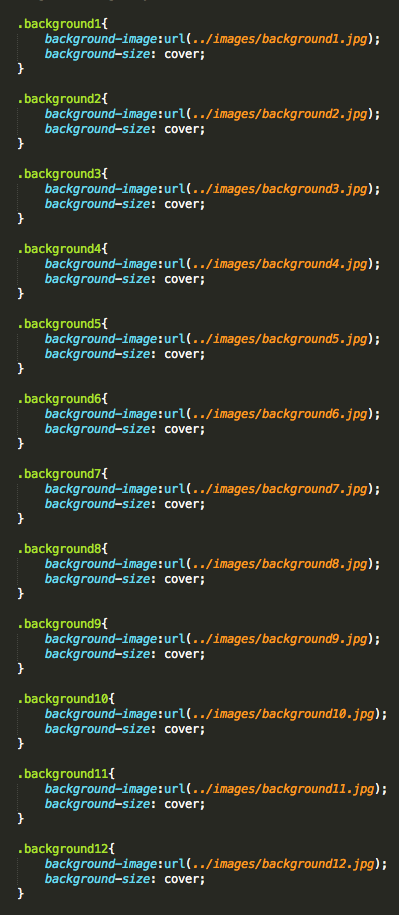 .background1{
background-image:url(../images/background1.jpg);
background-size: cover;
}
.background2{
background-image:url(../images/background2.jpg);
background-size: cover;
}
.background3{
background-image:url(../images/background3.jpg);
background-size: cover;
}
.background4{
background-image:url(../images/background4.jpg);
background-size: cover;
}
.background5{
background-image:url(../images/background5.jpg);
background-size: cover;
}
.background6{
background-image:url(../images/background6.jpg);
background-size: cover;
}
.background7{
background-image:url(../images/background7.jpg);
background-size: cover;
}
.background8{
background-image:url(../images/background8.jpg);
background-size: cover;
}
.background9{
background-image:url(../images/background9.jpg);
background-size: cover;
}
.background10{
background-image:url(../images/background10.jpg);
background-size: cover;
}
.background11{
background-image:url(../images/background11.jpg);
background-size: cover;
}
.background12{
background-image:url(../images/background12.jpg);
background-size: cover;
}